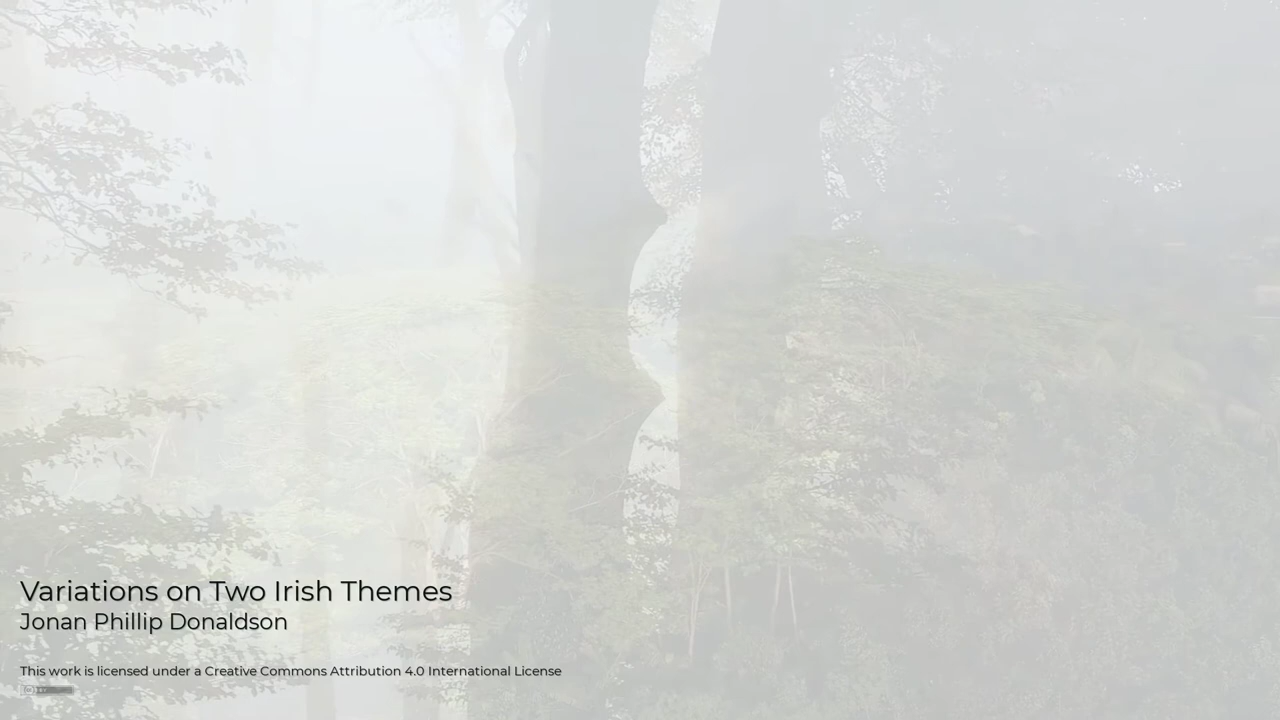 Variations on Two Irish Themes
Jonan Phillip Donaldson
This work is licensed under a Creative Commons Attribution 4.0 International License